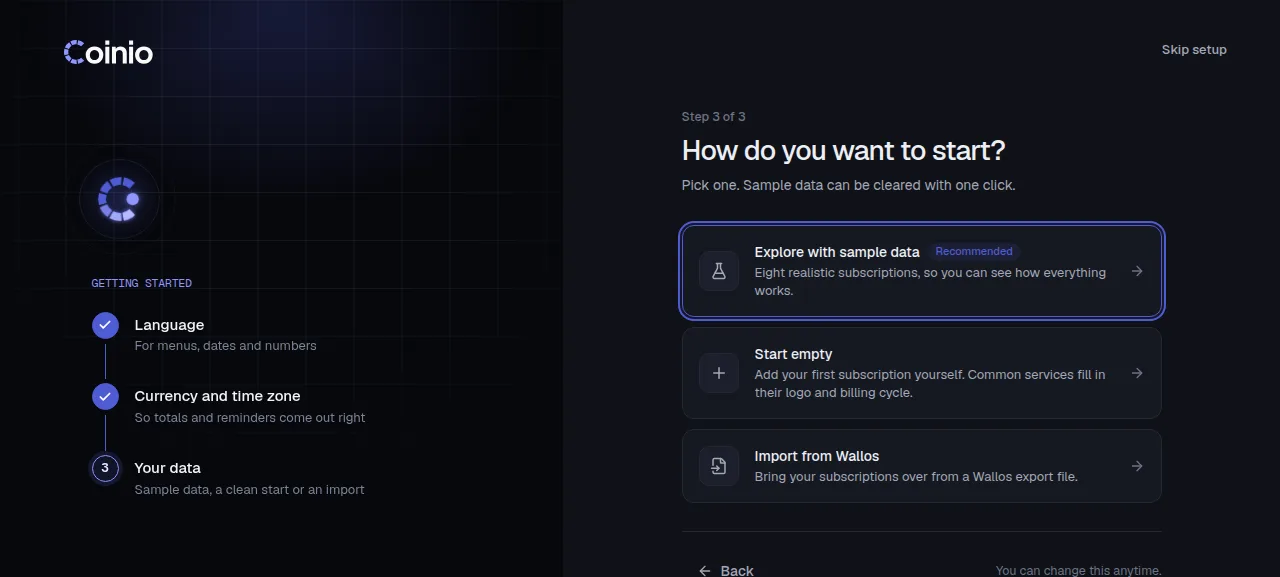 Coinio
GETTING STARTED
Language
For menus, dates and numbers
Currency and time zone
So totals and reminders come out right
3
Your data
Sample data, a clean start or an import
Skip setup
Step 3 of 3
How do you want to start?
Pick one. Sample data can be cleared with one click.
Explore with sample data Recommended
Eight realistic subscriptions, so you can see how everything
works.
Start empty
Add your first subscription yourself. Common services fill in
their logo and billing cycle.
Import from Wallos
Bring your subscriptions over from a Wallos export file.
Back
You can change this anytime.